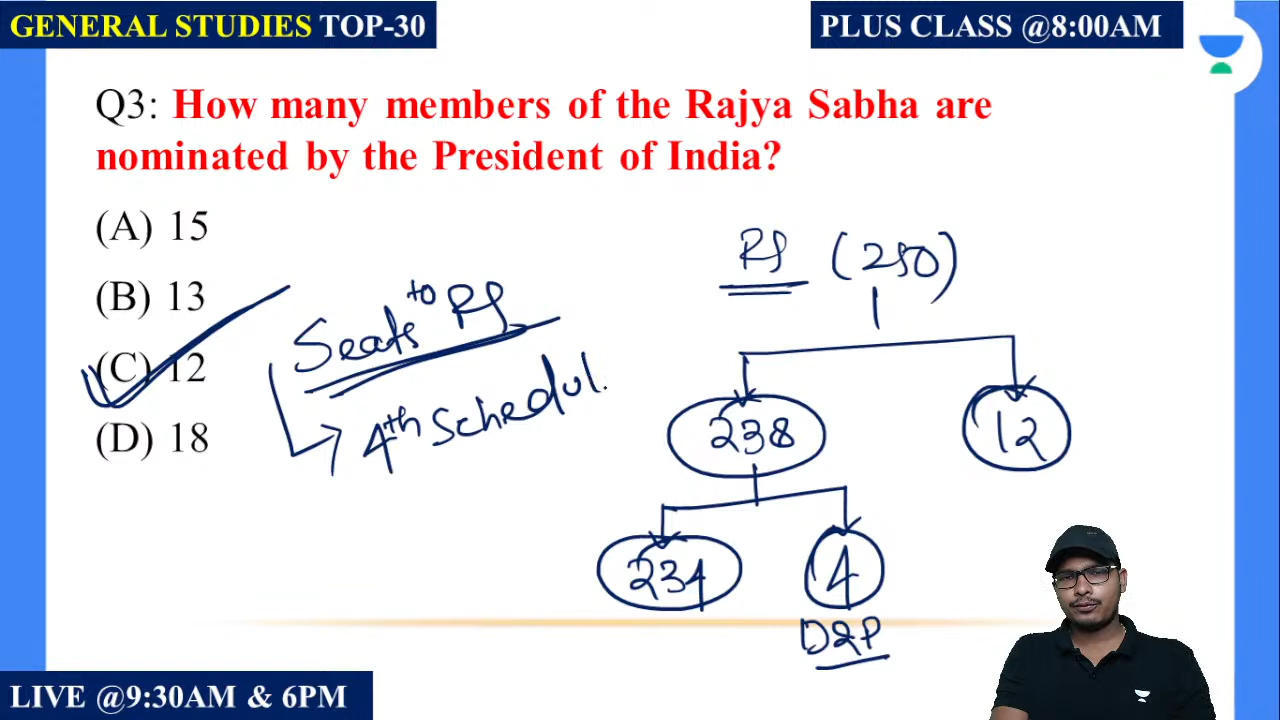 GENERAL STUDIES TOP-30
PLUS CLASS @8:00AM
Q3: How many members of the Rajya Sabha are
nominated by the President of India?
(A) 15
(B) 13
(C) 12
(D) 18
Seats to RS
4th Schedul
RS (250)
238
12
234
4
D&P
LIVE @9:30AM & 6PM